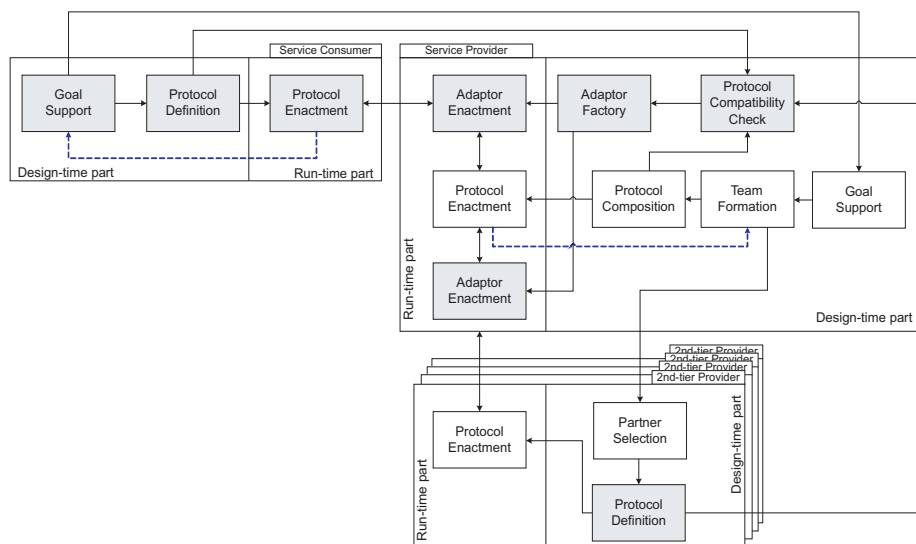 Service Consumer
Service Provider
Goal
Support
Protocol
Definition
Protocol
Enactment
Adaptor
Enactment
Adaptor
Factory
Protocol
Compatibility
Check
Design-time part
Run-time part
Protocol
Enactment
Protocol
Composition
Team
Formation
Goal
Support
Run-time part
Adaptor
Enactment
Design-time part
2nd-tier Provider
2nd-tier Provider
2nd-tier Provider
2nd-tier Provider
Protocol
Enactment
Partner
Selection
Design-time part
Run-time part
Protocol
Definition